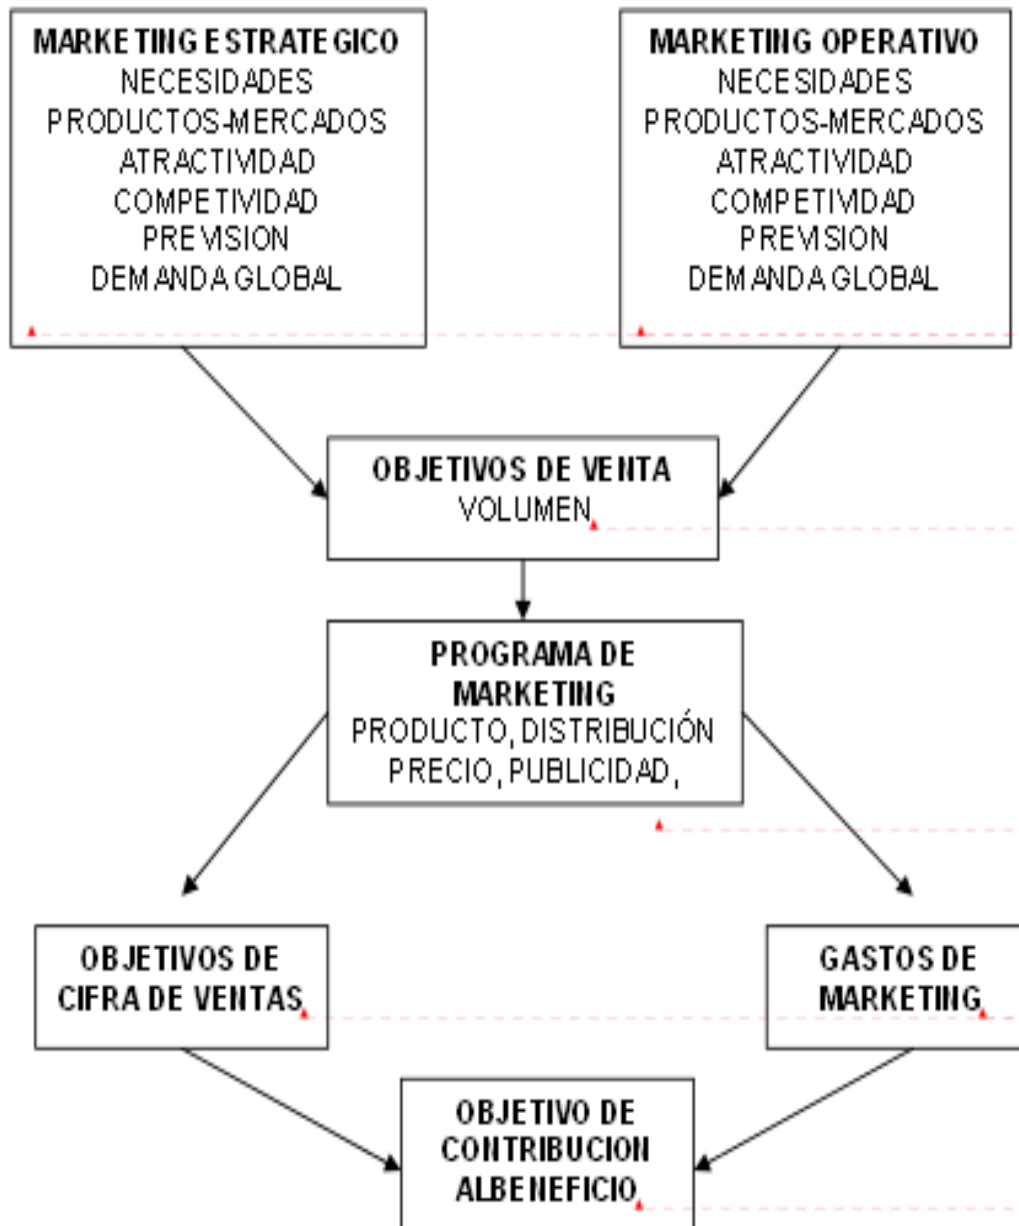 MARKETING ESTRATEGICO
NECESIDADES
PRODUCTOS-MERCADOS
ATRACTIVIDAD
COMPETIVIDAD
PREVISION
DEMANDA GLOBAL
MARKETING OPERATIVO
NECESIDADES
PRODUCTOS-MERCADOS
ATRACTIVIDAD
COMPETIVIDAD
PREVISION
DEMANDA GLOBAL
OBJETIVOS DE VENTA
VOLUMEN
PROGRAMA DE
MARKETING
PRODUCTO, DISTRIBUCIÓN
PRECIO, PUBLICIDAD,
OBJETIVOS DE
CIFRA DE VENTAS
GASTOS DE
MARKETING
OBJETIVO DE
CONTRIBUCION
ALBENEFICIO